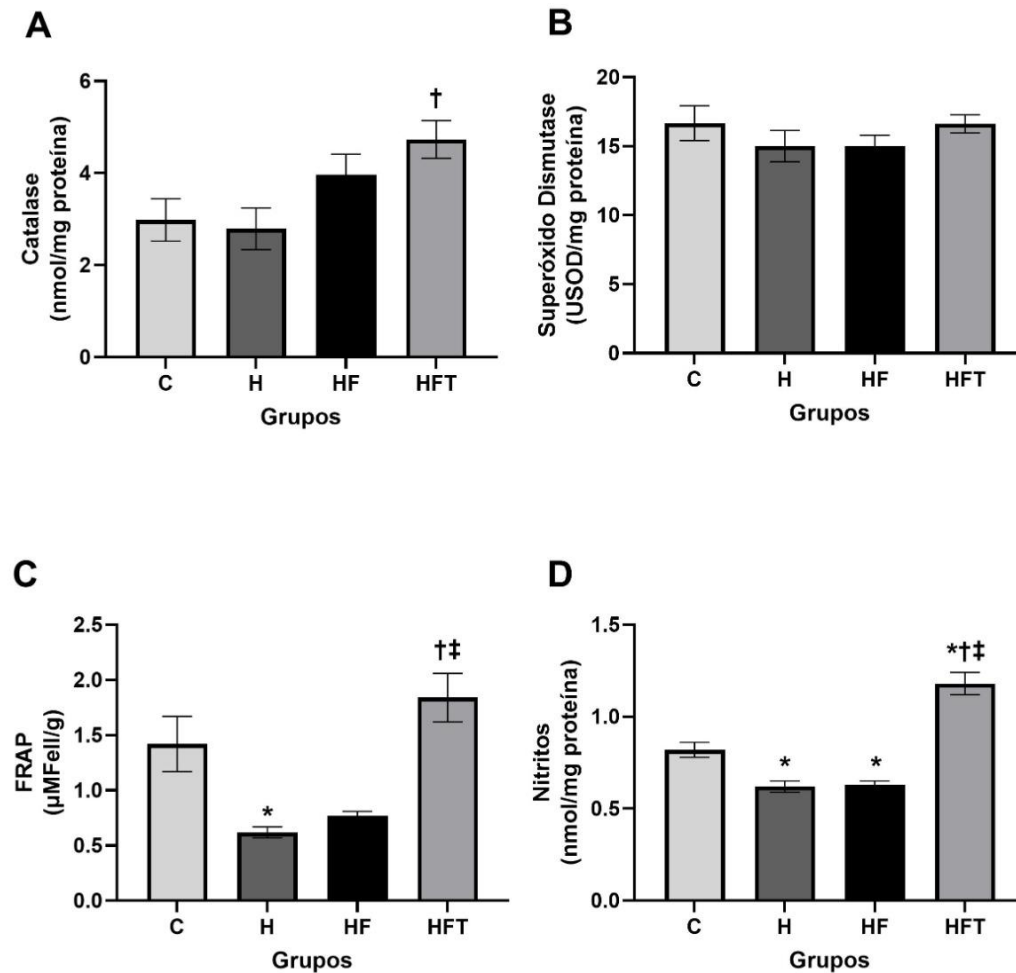 A
Catalase
(nmol/mg proteína)
6
4
2
0
†
C H HF HFT
Grupos
B
Superóxido Dismutase
(USOD/mg proteína)
20
15
10
5
0
C H HF HFT
Grupos
C
FRAP
(µMFeII/g)
2.5
2.0
1.5
1.0
0.5
0.0
*
†‡
C H HF HFT
Grupos
D
Nitritos
(nmol/mg proteína)
1.5
1.0
0.5
0.0
*
*
*†‡
C H HF HFT
Grupos